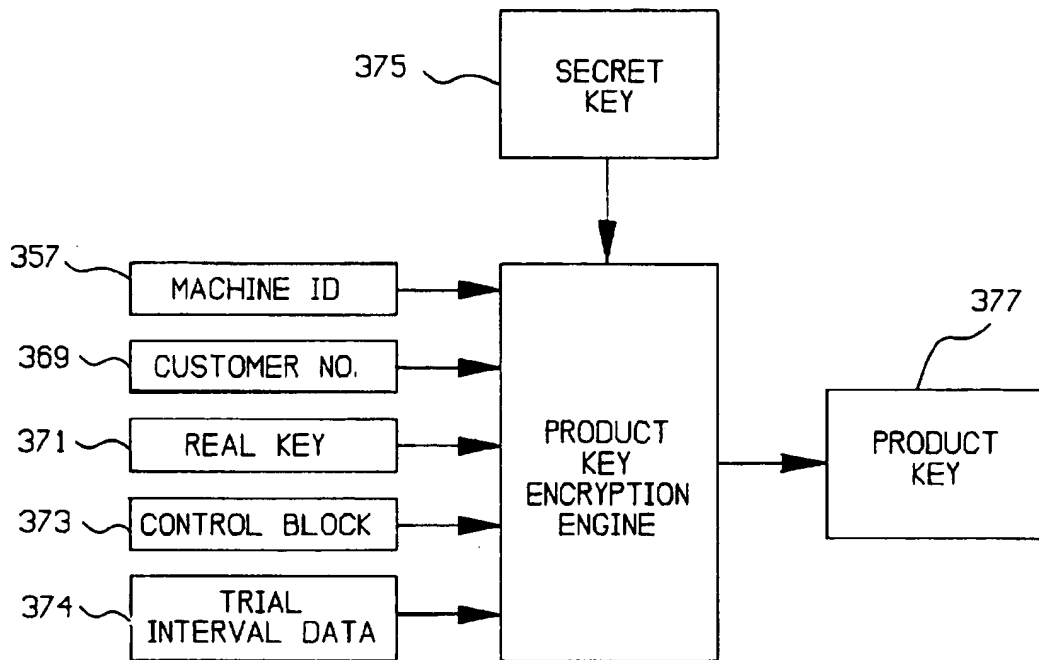 375
SECRET
KEY
357
MACHINE ID
369
CUSTOMER NO.
371
REAL KEY
373
CONTROL BLOCK
374
TRIAL
INTERVAL DATA
PRODUCT
KEY
ENCRYPTION
ENGINE
377
PRODUCT
KEY